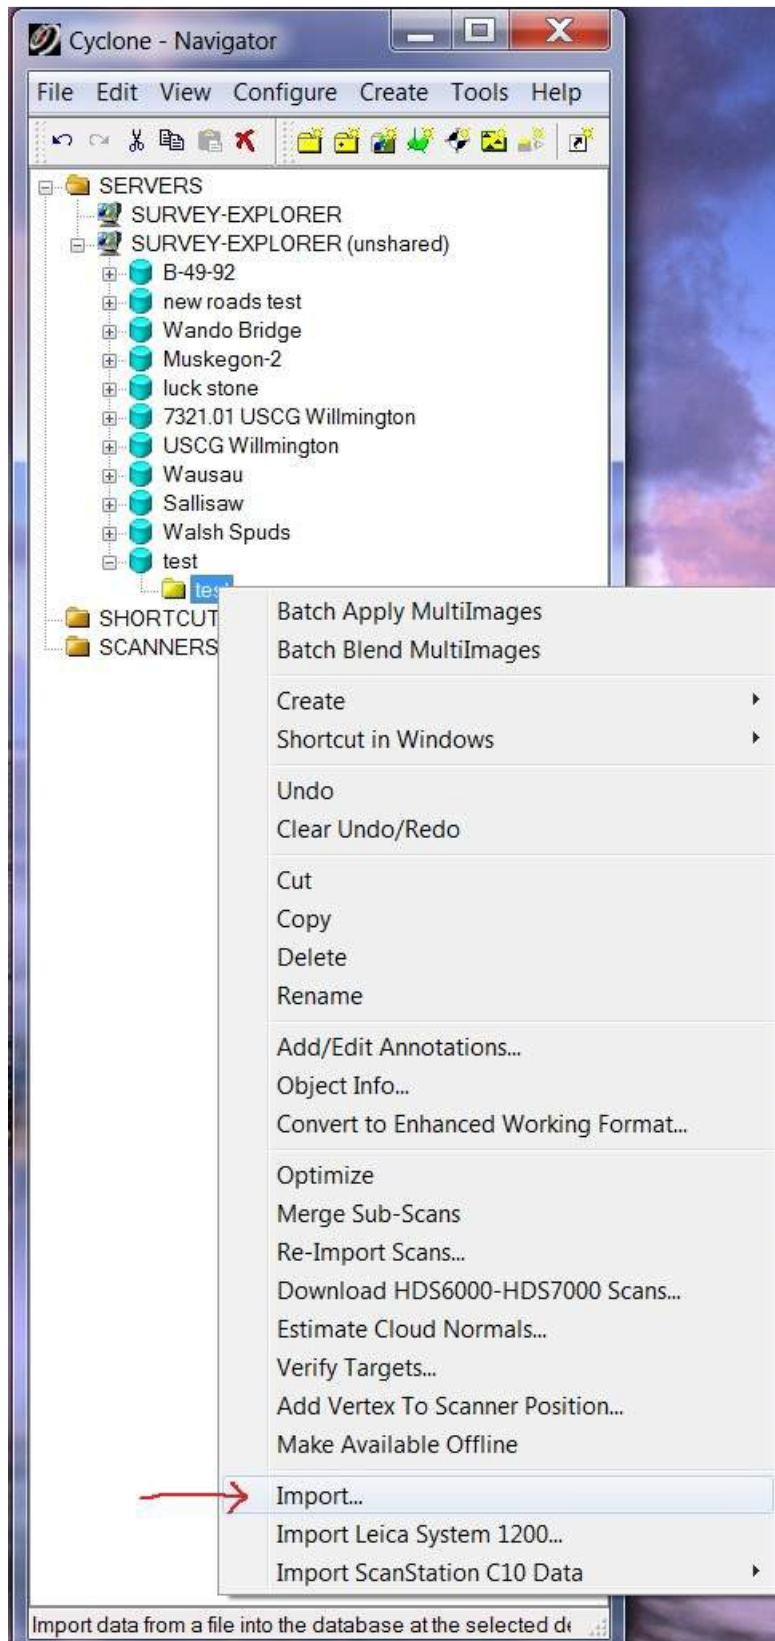 Cyclone - Navigator
File Edit View Configure Create Tools Help
SERVERS
SURVEY-EXPLORER
SURVEY-EXPLORER (unshared)
B-49-92
new roads test
Wando Bridge
Muskegon-2
luck stone
7321.01 USCG Willmington
USCG Willmington
Wausau
Sallisaw
Walsh Spuds
test
test
SHORTCUT
SCANNERS
Batch Apply MultiImages
Batch Blend MultiImages
Create
Shortcut in Windows
Undo
Clear Undo/Redo
Cut
Copy
Delete
Rename
Add/Edit Annotations...
Object Info...
Convert to Enhanced Working Format...
Optimize
Merge Sub-Scans
Re-Import Scans...
Download HDS6000-HDS7000 Scans...
Estimate Cloud Normals...
Verify Targets...
Add Vertex To Scanner Position...
Make Available Offline
Import...
Import Leica System 1200...
Import ScanStation C10 Data
Import data from a file into the database at the selected